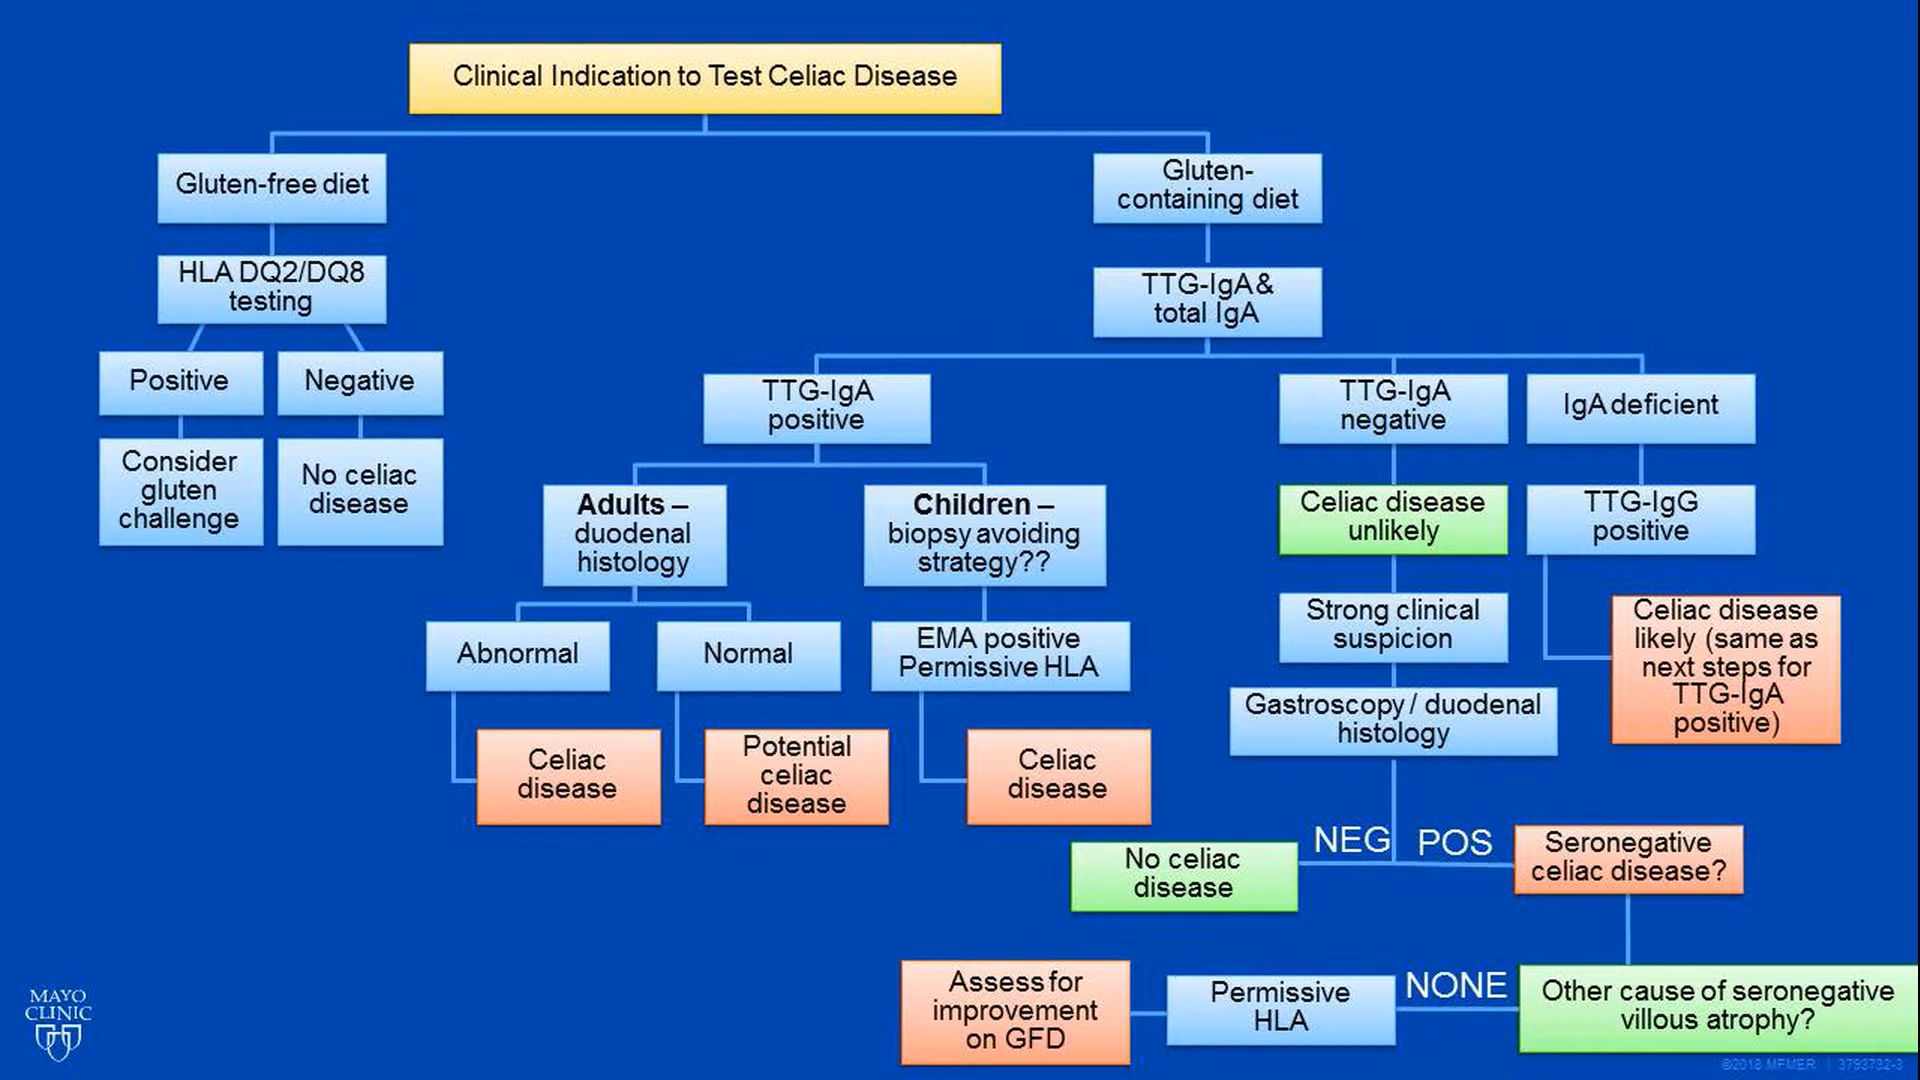 Clinical Indication to Test Celiac Disease
Gluten-free diet
Gluten-
containing diet
HLA DQ2/DQ8
testing
TTG-IgA &
total IgA
Positive
Negative
TTG-IgA
positive
TTG-IgA
negative
IgA deficient
Consider
gluten
challenge
No celiac
disease
Adults –
duodenal
histology
Children –
biopsy avoiding
strategy??
Celiac disease
unlikely
TTG-IgG
positive
Abnormal
Normal
EMA positive
Permissive HLA
Strong clinical
suspicion
Celiac disease
likely (same as
next steps for
TTG-IgA
positive)
Gastroscopy / duodenal
histology
Celiac
disease
Potential
celiac
disease
Celiac
disease
NEG
POS
No celiac
disease
Seronegative
celiac disease?
Assess for
improvement
on GFD
Permissive
HLA
NONE
Other cause of seronegative
villous atrophy?
MAYO
CLINIC
©2018 MFMER | 3793732-3